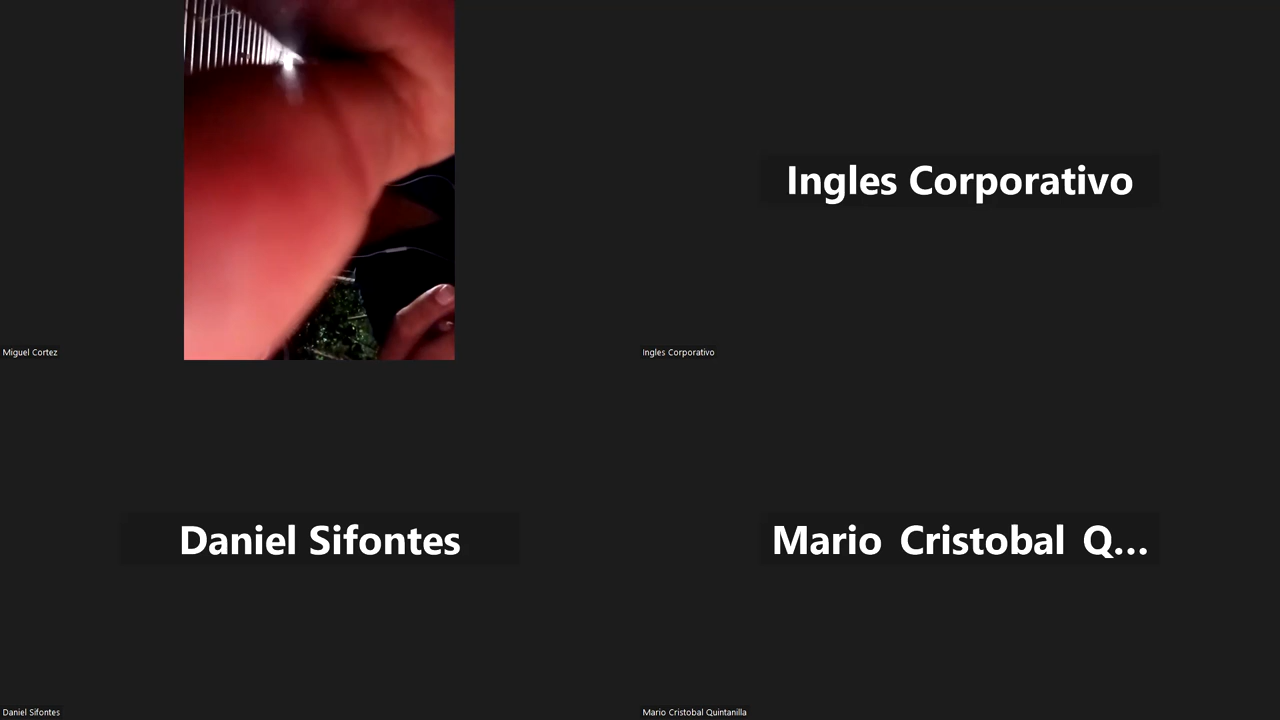 Miguel Cortez
Ingles Corporativo
Ingles Corporativo
Daniel Sifontes
Daniel Sifontes
Mario Cristobal Q...
Mario Cristobal Quintanilla